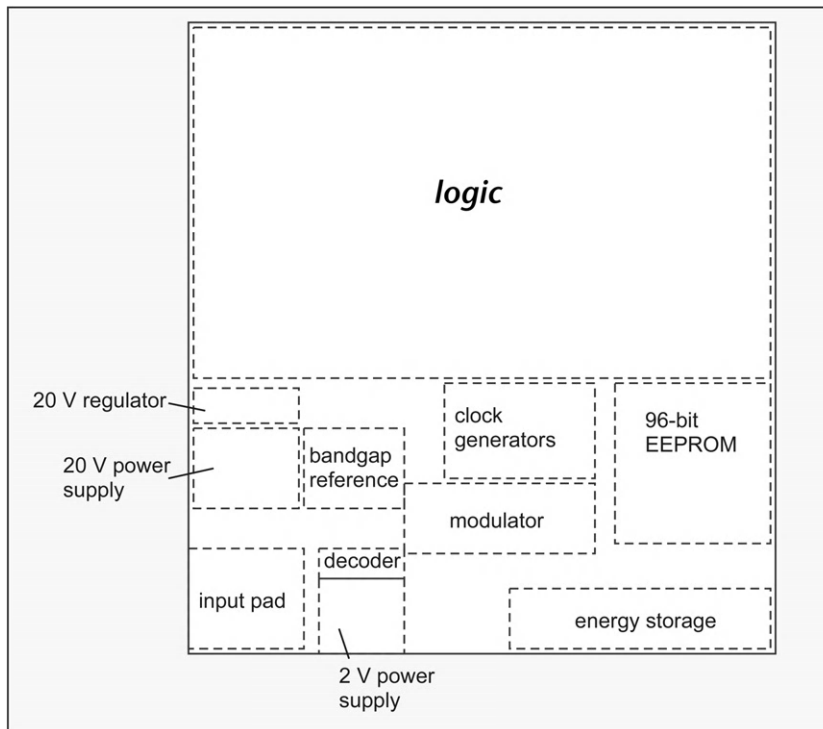 logic
20 V regulator
20 V power
supply
bandgap
reference
clock
generators
96-bit
EEPROM
modulator
decoder
input pad
energy storage
2 V power
supply